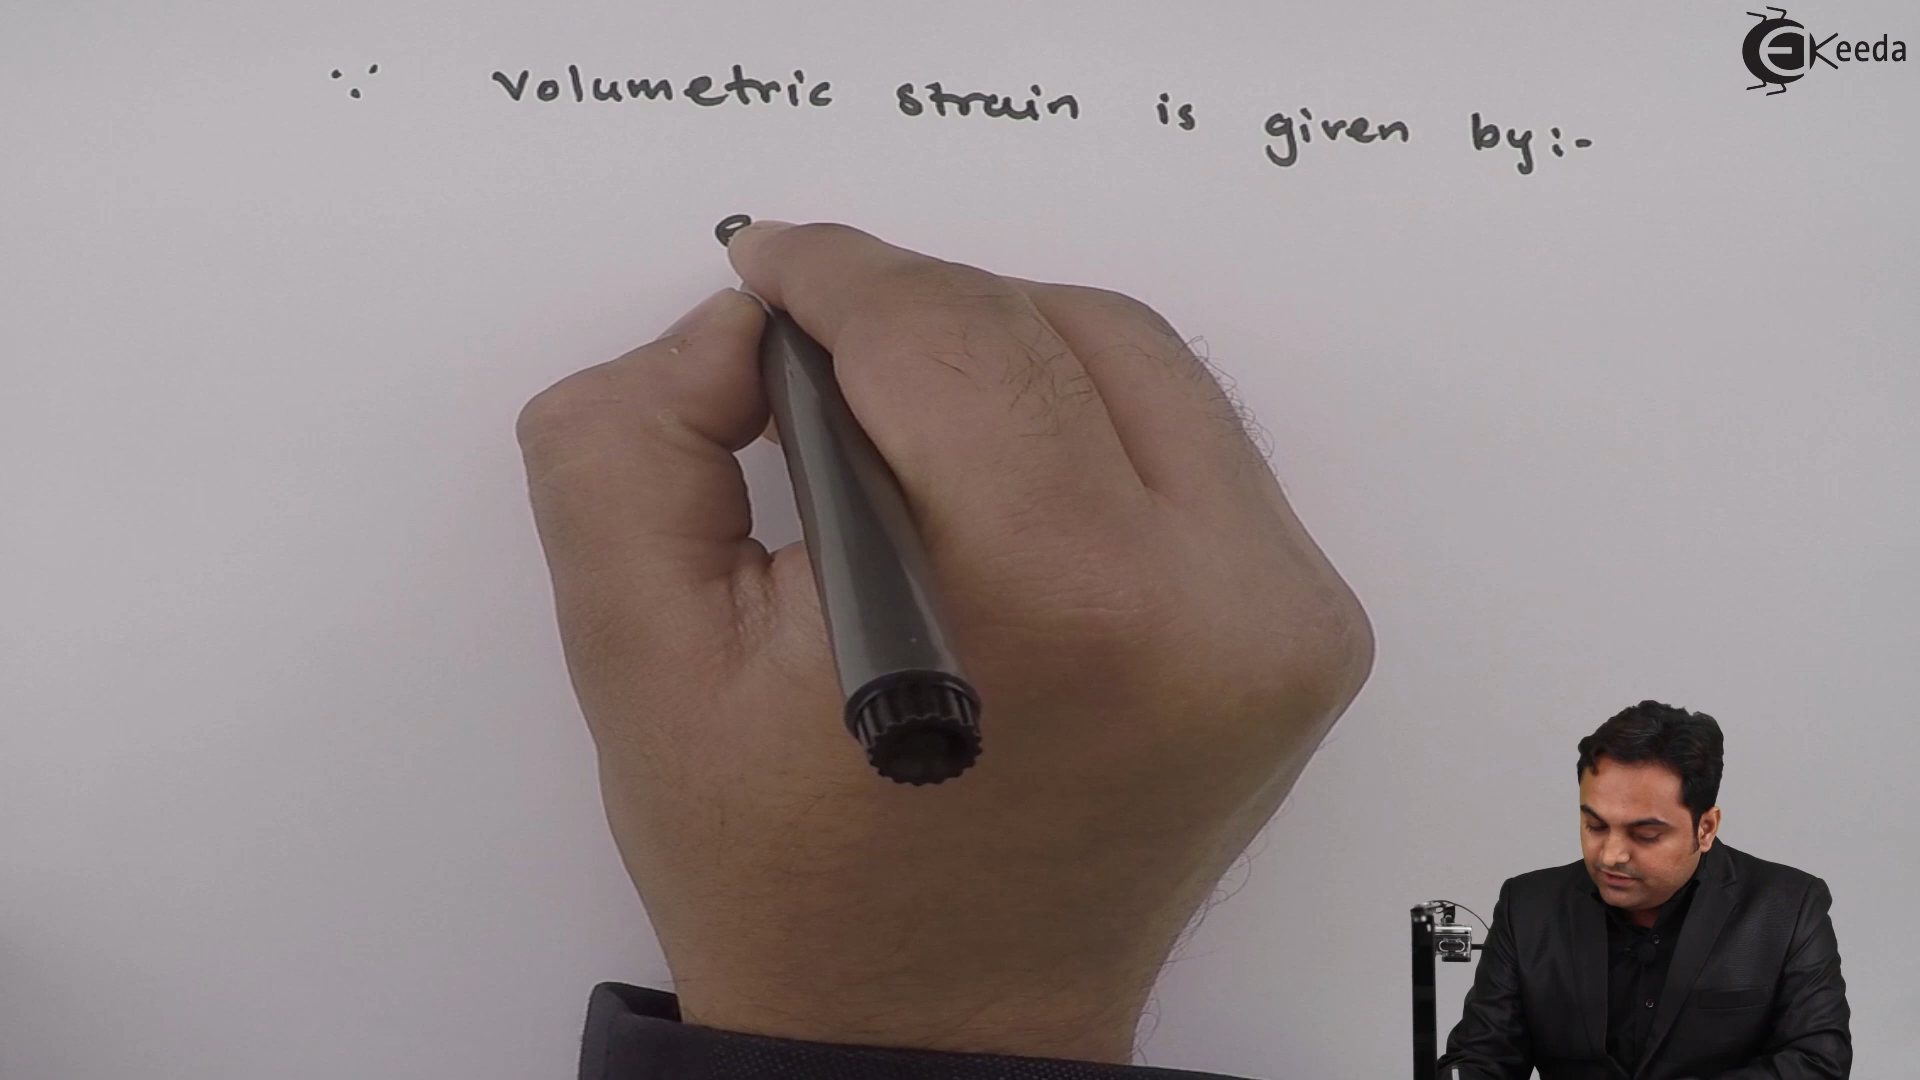 ∵ volumetric strain is given by:-
EKeeda